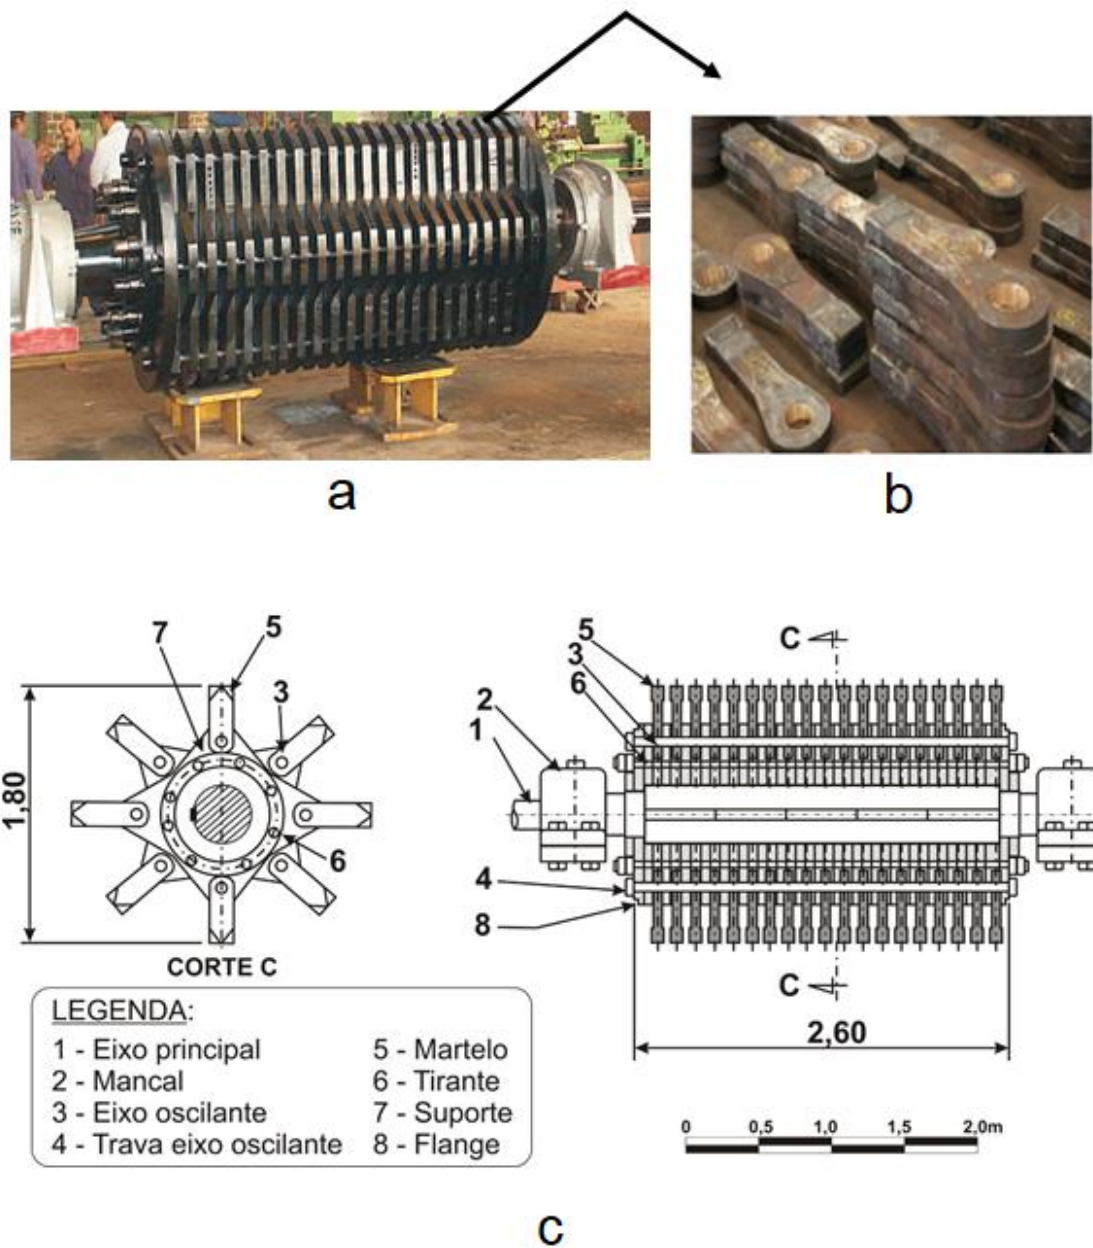 a
b
7
5
3
6
1,80
CORTE C
5
3
6
2
1
4
8
C
C
2,60
LEGENDA:
1 - Eixo principal
2 - Mancal
3 - Eixo oscilante
4 - Trava eixo oscilante
5 - Martelo
6 - Tirante
7 - Suporte
8 - Flange
0 0,5 1,0 1,5 2,0m
c